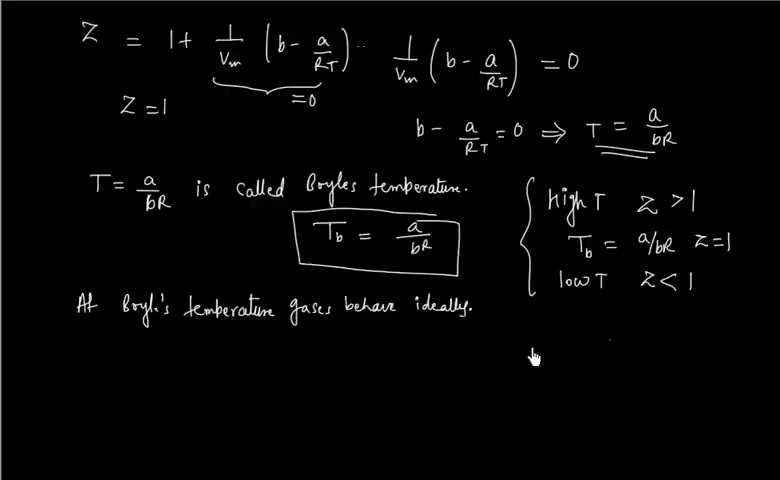 Z = 1 + 1/Vm (b - a/RT) ..
1/Vm (b - a/RT) = 0
= 0
Z = 1
b - a/RT = 0 ⇒ T = a/bR
T = a/bR is called Boyles temperature.
Tb = a/bR
High T Z > 1
Tb = a/bR Z = 1
low T Z < 1
At Boyl's temperature gases behave ideally.